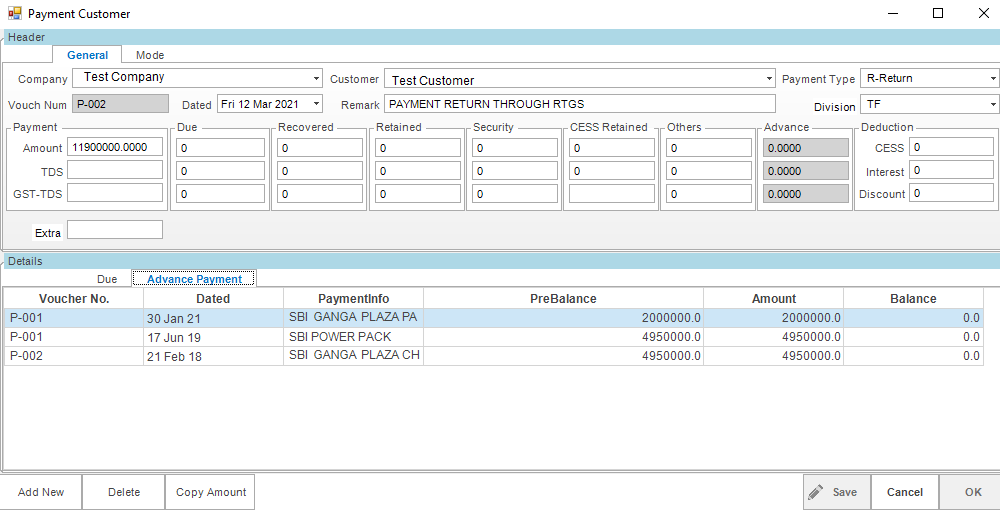 Payment Customer
Header
General Mode
Company Test Company Customer Test Customer Payment Type R-Return
Vouch Num P-002 Dated Fri 12 Mar 2021 Remark PAYMENT RETURN THROUGH RTGS Division TF
Payment Due Recovered Retained Security CESS Retained Others Advance Deduction
Amount 11900000.0000 0 0 0 0 0 0 0.0000 CESS 0
TDS 0 0 0 0 0 0 0.0000 Interest 0
GST-TDS 0 0 0 0 0 0.0000 Discount 0
Extra
Details
Due Advance Payment
Voucher No. Dated PaymentInfo PreBalance Amount Balance
P-001 30 Jan 21 SBI GANGA PLAZA PA 2000000.0 2000000.0 0.0
P-001 17 Jun 19 SBI POWER PACK 4950000.0 4950000.0 0.0
P-002 21 Feb 18 SBI GANGA PLAZA CH 4950000.0 4950000.0 0.0
Add New Delete Copy Amount Save Cancel OK